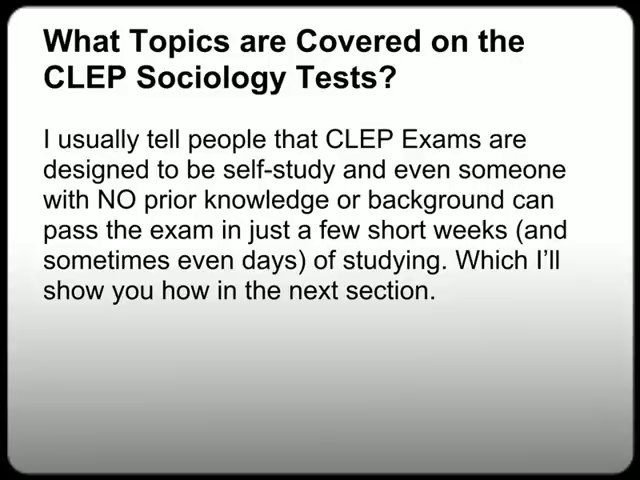 What Topics are Covered on the
CLEP Sociology Tests?
I usually tell people that CLEP Exams are
designed to be self-study and even someone
with NO prior knowledge or background can
pass the exam in just a few short weeks (and
sometimes even days) of studying. Which I'll
show you how in the next section.